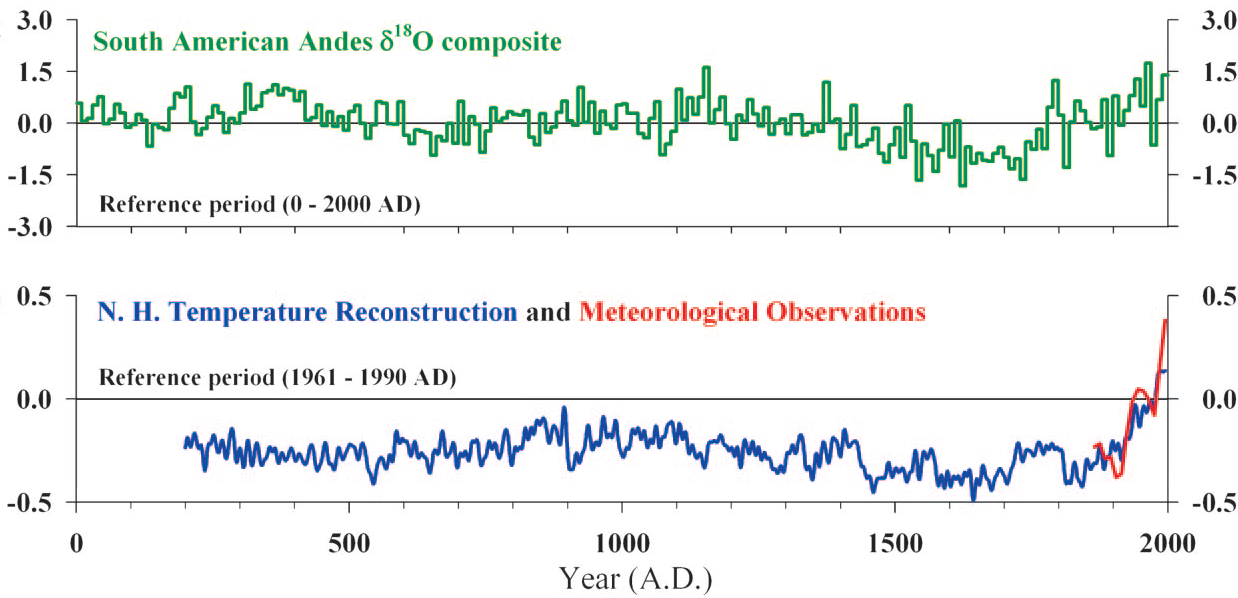 3.0 3.0
South American Andes δ18O composite
1.5 1.5
0.0 0.0
-1.5 -1.5
Reference period (0 - 2000 AD)
-3.0
0.5 0.5
N. H. Temperature Reconstruction and Meteorological Observations
Reference period (1961 - 1990 AD)
0.0 0.0
-0.5 -0.5
0 500 1000 1500 2000
Year (A.D.)